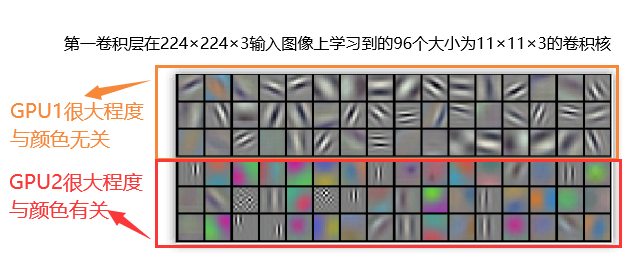 第一卷积层在224×224×3输入图像上学习到的96个大小为11×11×3的卷积核
GPU1很大程度
与颜色无关
GPU2很大程度
与颜色有关